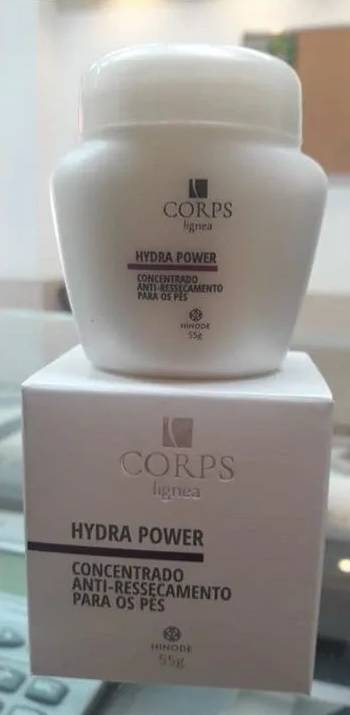 CORPS
lignea
HYDRA POWER
CONCENTRADO
ANTI-RESSECAMENTO
PARA OS PÉS
HINODE
55g
CORPS
lignea
HYDRA POWER
CONCENTRADO
ANTI-RESSECAMENTO
PARA OS PÉS
HINODE
55g